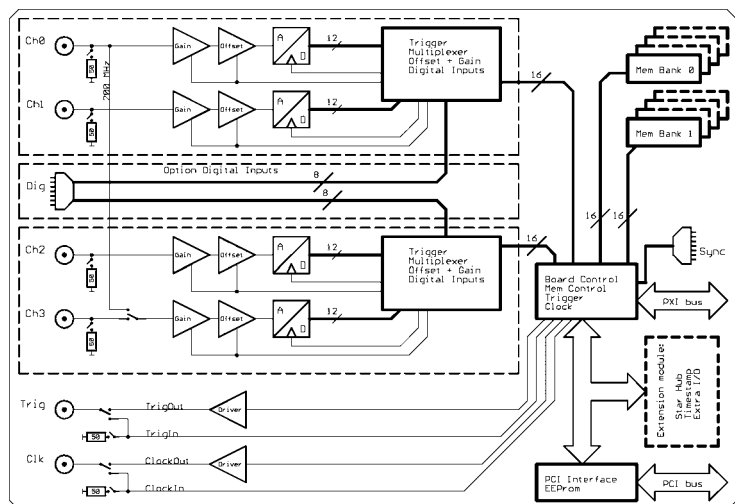 Ch0
50
200 MHz
Gain
Offset
A
D
12
Trigger
Multiplexer
Offset + Gain
Digital Inputs
16
Mem Bank 0
Ch1
50
Gain
Offset
A
D
12
Mem Bank 1
Option Digital Inputs
Dig
8
8
16
16
Ch2
50
Gain
Offset
A
D
12
Trigger
Multiplexer
Offset + Gain
Digital Inputs
16
Sync
Ch3
50
Gain
Offset
A
D
12
Board Control
Mem Control
Trigger
Clock
PXI bus
Extension module:
Star Hub
Timestamp
Extra I/O
Trig
TrigOut
Driver
50
TrigIn
Clk
ClockOut
Driver
50
ClockIn
PCI Interface
EEProm
PCI bus